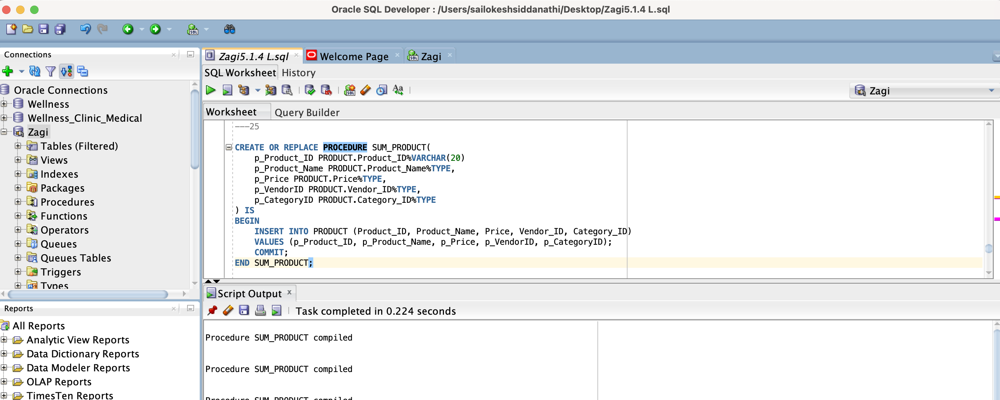 Oracle SQL Developer : /Users/sailokeshsiddanathi/Desktop/Zagi5.1.4 L.sql
Connections
Oracle Connections
Wellness
Wellness_Clinic_Medical
Zagi
Tables (Filtered)
Views
Indexes
Packages
Procedures
Functions
Operators
Queues
Queues Tables
Triggers
Types
Reports
All Reports
Analytic View Reports
Data Dictionary Reports
Data Modeler Reports
OLAP Reports
TimesTen Reports
Zagi5.1.4 L.sql
Welcome Page
Zagi
SQL Worksheet
History
Zagi
Worksheet
Query Builder
---25
CREATE OR REPLACE PROCEDURE SUM_PRODUCT(
p_Product_ID PRODUCT.Product_ID%VARCHAR(20)
p_Product_Name PRODUCT.Product_Name%TYPE,
p_Price PRODUCT.Price%TYPE,
p_VendorID PRODUCT.Vendor_ID%TYPE,
p_CategoryID PRODUCT.Category_ID%TYPE
) IS
BEGIN
INSERT INTO PRODUCT (Product_ID, Product_Name, Price, Vendor_ID, Category_ID)
VALUES (p_Product_ID, p_Product_Name, p_Price, p_VendorID, p_CategoryID);
COMMIT;
END SUM_PRODUCT;
Script Output
Task completed in 0.224 seconds
Procedure SUM_PRODUCT compiled
Procedure SUM_PRODUCT compiled
Procedure SUM_PRODUCT compiled